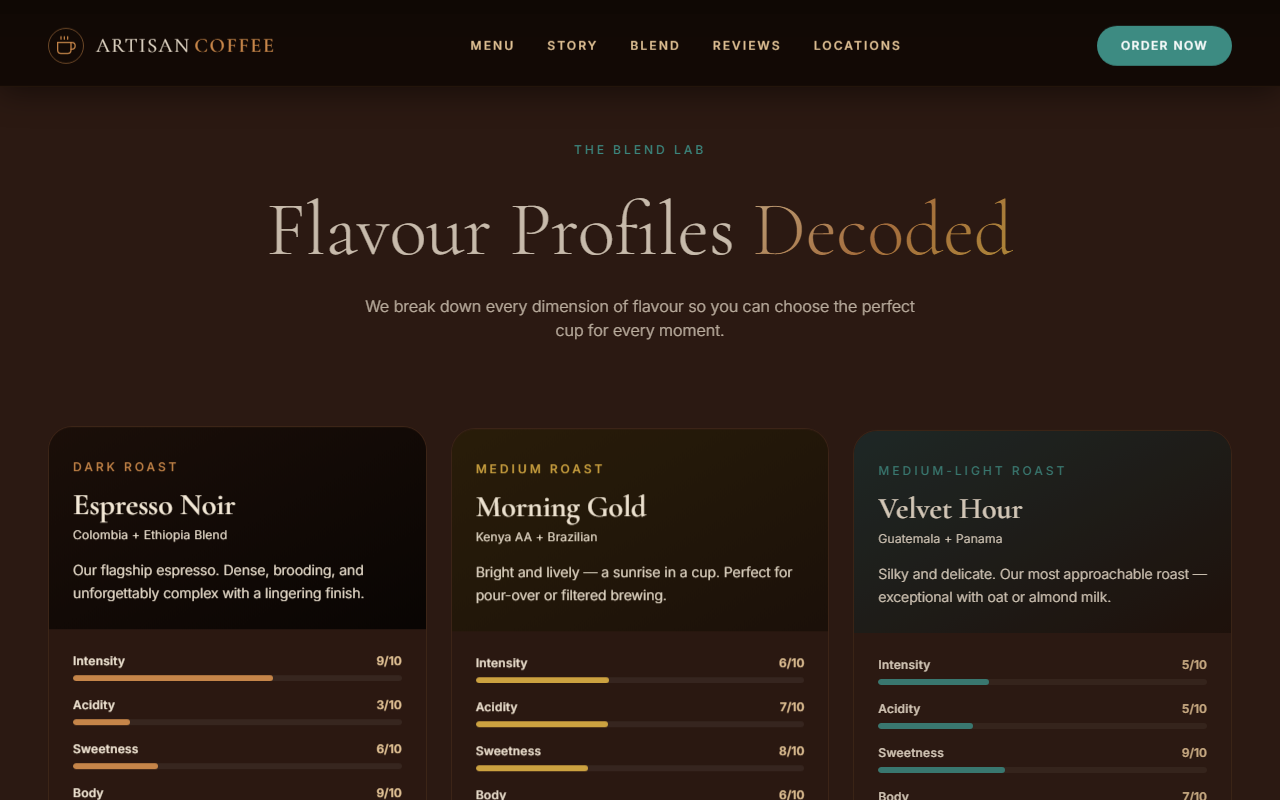 ARTISAN COFFEE
MENU
STORY
BLEND
REVIEWS
LOCATIONS
ORDER NOW
THE BLEND LAB
Flavour Profiles Decoded
We break down every dimension of flavour so you can choose the perfect
cup for every moment.
DARK ROAST
Espresso Noir
Colombia + Ethiopia Blend
Our flagship espresso. Dense, brooding, and
unforgettably complex with a lingering finish.
Intensity 9/10
Acidity 3/10
Sweetness 6/10
Body 9/10
MEDIUM ROAST
Morning Gold
Kenya AA + Brazilian
Bright and lively — a sunrise in a cup. Perfect for
pour-over or filtered brewing.
Intensity 6/10
Acidity 7/10
Sweetness 8/10
Body 6/10
MEDIUM-LIGHT ROAST
Velvet Hour
Guatemala + Panama
Silky and delicate. Our most approachable roast —
exceptional with oat or almond milk.
Intensity 5/10
Acidity 5/10
Sweetness 9/10
Body 7/10